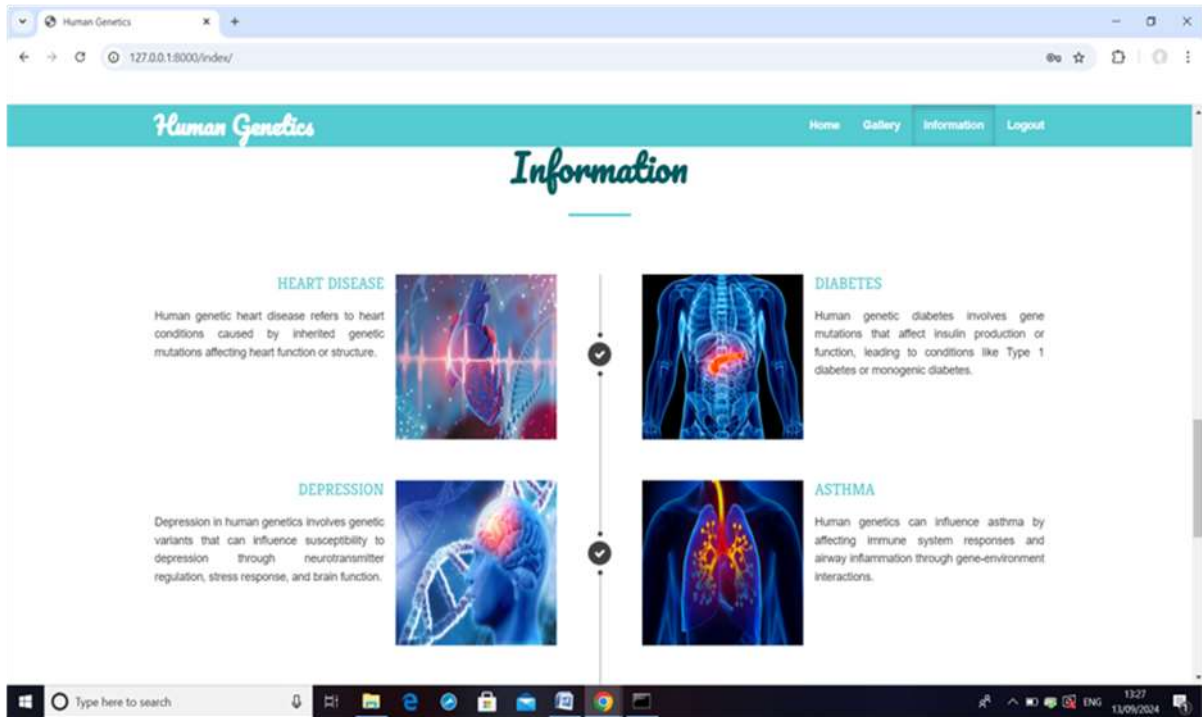 Human Genetics
127.0.0.1:8000/index/
Human Genetics
Home Gallery Information Logout
Information
HEART DISEASE
Human genetic heart disease refers to heart
conditions caused by inherited genetic
mutations affecting heart function or structure.
DIABETES
Human genetic diabetes involves gene
mutations that affect insulin production or
function, leading to conditions like Type 1
diabetes or monogenic diabetes.
DEPRESSION
Depression in human genetics involves genetic
variants that can influence susceptibility to
depression through neurotransmitter
regulation, stress response, and brain function.
ASTHMA
Human genetics can influence asthma by
affecting immune system responses and
airway inflammation through gene-environment
interactions.
Type here to search
ENG
13:27
13/09/2024